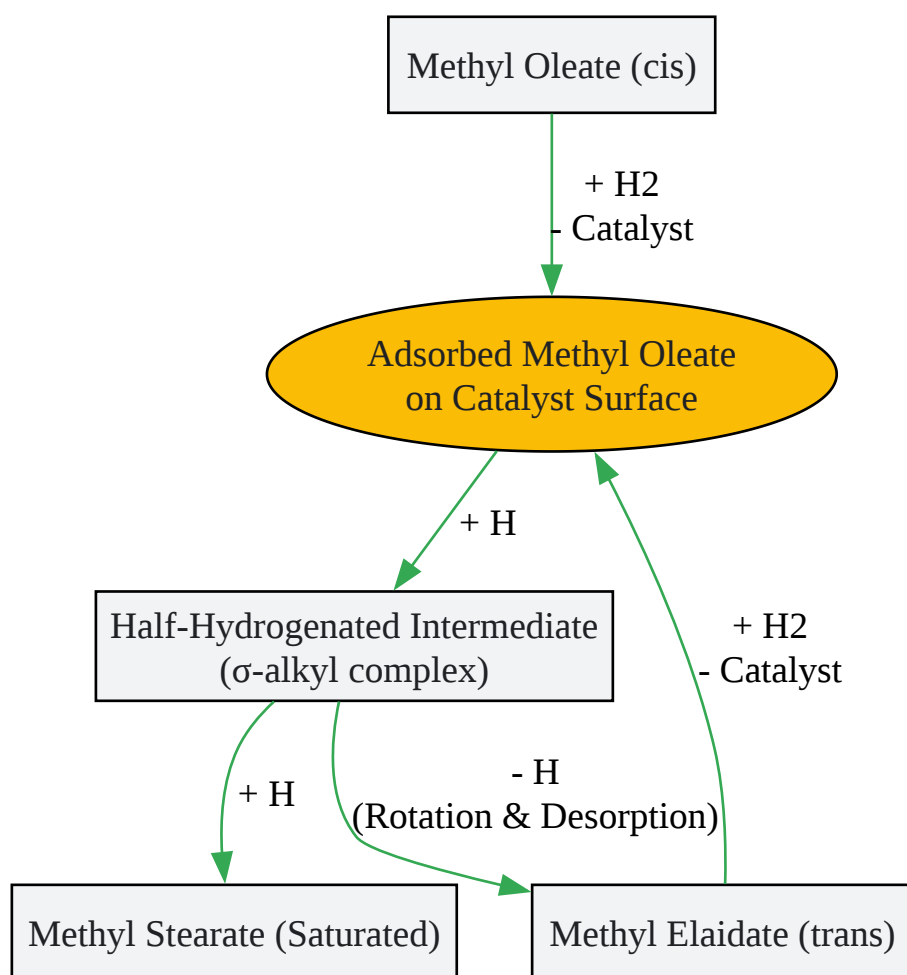 Methyl Oleate (cis)
+ H2
- Catalyst
Adsorbed Methyl Oleate
on Catalyst Surface
+ H
Half-Hydrogenated Intermediate
(σ-alkyl complex)
+ H2
- Catalyst
+ H
- H
(Rotation & Desorption)
Methyl Stearate (Saturated)
Methyl Elaidate (trans)